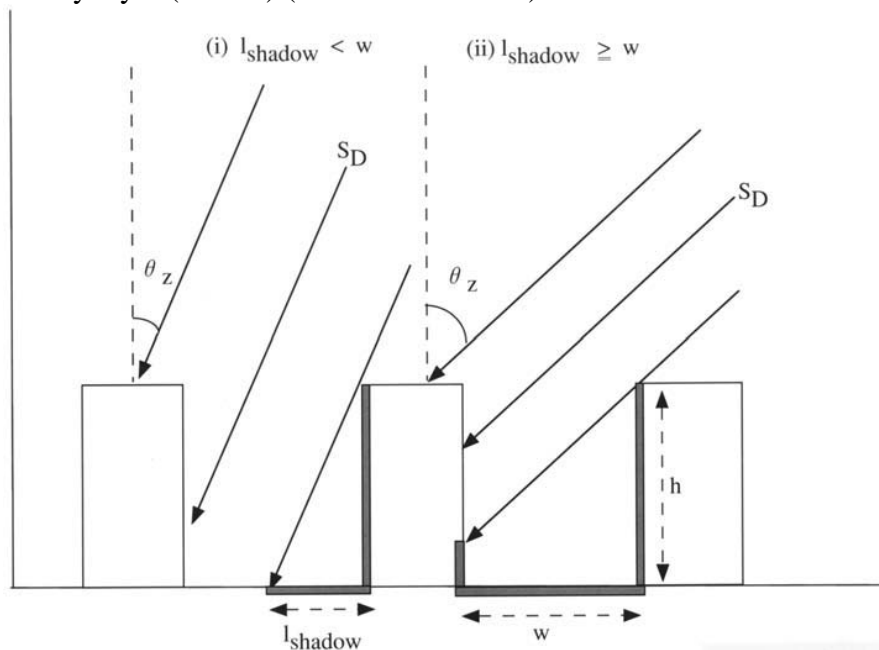 (i) l_shadow < w
(ii) l_shadow ≥ w
S_D
S_D
θ_z
θ_z
h
l_shadow
w